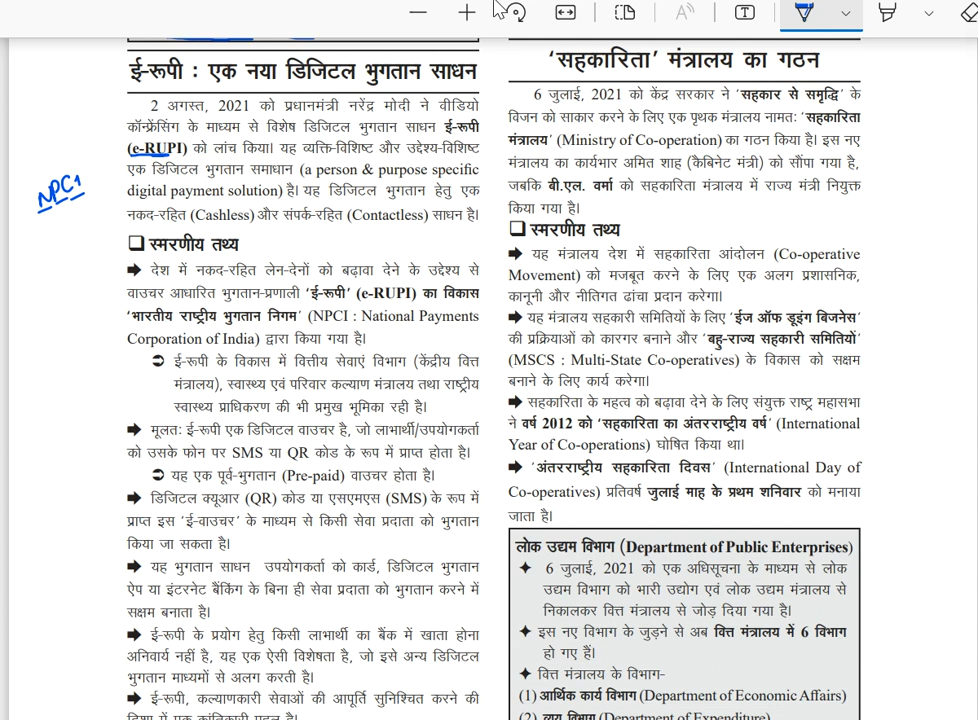 ई-रूपी : एक नया डिजिटल भुगतान साधन
2 अगस्त, 2021 को प्रधानमंत्री नरेंद्र मोदी ने वीडियो
कॉन्फ्रेंसिंग के माध्यम से विशेष डिजिटल भुगतान साधन ई-रूपी
(e-RUPI) को लांच किया। यह व्यक्ति-विशिष्ट और उद्देश्य-विशिष्ट
एक डिजिटल भुगतान समाधान (a person & purpose specific
digital payment solution) है। यह डिजिटल भुगतान हेतु एक
नकद-रहित (Cashless) और संपर्क-रहित (Contactless) साधन है।
NPCI
❑ स्मरणीय तथ्य
➡ देश में नकद-रहित लेन-देनों को बढ़ावा देने के उद्देश्य से
वाउचर आधारित भुगतान-प्रणाली 'ई-रूपी' (e-RUPI) का विकास
'भारतीय राष्ट्रीय भुगतान निगम' (NPCI : National Payments
Corporation of India) द्वारा किया गया है।
➲ ई-रूपी के विकास में वित्तीय सेवाएं विभाग (केंद्रीय वित्त
मंत्रालय), स्वास्थ्य एवं परिवार कल्याण मंत्रालय तथा राष्ट्रीय
स्वास्थ्य प्राधिकरण की भी प्रमुख भूमिका रही है।
➡ मूलत: ई-रूपी एक डिजिटल वाउचर है, जो लाभार्थी/उपयोगकर्ता
को उसके फोन पर SMS या QR कोड के रूप में प्राप्त होता है।
➲ यह एक पूर्व-भुगतान (Pre-paid) वाउचर होता है।
➡ डिजिटल क्यूआर (QR) कोड या एसएमएस (SMS) के रूप में
प्राप्त इस 'ई-वाउचर' के माध्यम से किसी सेवा प्रदाता को भुगतान
किया जा सकता है।
➡ यह भुगतान साधन उपयोगकर्ता को कार्ड, डिजिटल भुगतान
ऐप या इंटरनेट बैंकिंग के बिना ही सेवा प्रदाता को भुगतान करने में
सक्षम बनाता है।
➡ ई-रूपी के प्रयोग हेतु किसी लाभार्थी का बैंक में खाता होना
अनिवार्य नहीं है, यह एक ऐसी विशेषता है, जो इसे अन्य डिजिटल
भुगतान माध्यमों से अलग करती है।
➡ ई-रूपी, कल्याणकारी सेवाओं की आपूर्ति सुनिश्चित करने की
दिशा में एक क्रांतिकारी पहल है।
'सहकारिता' मंत्रालय का गठन
6 जुलाई, 2021 को केंद्र सरकार ने 'सहकार से समृद्धि' के
विजन को साकार करने के लिए एक पृथक मंत्रालय नामत: 'सहकारिता
मंत्रालय' (Ministry of Co-operation) का गठन किया है। इस नए
मंत्रालय का कार्यभार अमित शाह (कैबिनेट मंत्री) को सौंपा गया है,
जबकि बी.एल. वर्मा को सहकारिता मंत्रालय में राज्य मंत्री नियुक्त
किया गया है।
❑ स्मरणीय तथ्य
➡ यह मंत्रालय देश में सहकारिता आंदोलन (Co-operative
Movement) को मजबूत करने के लिए एक अलग प्रशासनिक,
कानूनी और नीतिगत ढांचा प्रदान करेगा।
➡ यह मंत्रालय सहकारी समितियों के लिए 'ईज ऑफ डूइंग बिजनेस'
की प्रक्रियाओं को कारगर बनाने और 'बहु-राज्य सहकारी समितियों'
(MSCS : Multi-State Co-operatives) के विकास को सक्षम
बनाने के लिए कार्य करेगा।
➡ सहकारिता के महत्व को बढ़ावा देने के लिए संयुक्त राष्ट्र महासभा
ने वर्ष 2012 को 'सहकारिता का अंतरराष्ट्रीय वर्ष' (International
Year of Co-operations) घोषित किया था।
➡ 'अंतरराष्ट्रीय सहकारिता दिवस' (International Day of
Co-operatives) प्रतिवर्ष जुलाई माह के प्रथम शनिवार को मनाया
जाता है।
लोक उद्यम विभाग (Department of Public Enterprises)
✦ 6 जुलाई, 2021 को एक अधिसूचना के माध्यम से लोक
उद्यम विभाग को भारी उद्योग एवं लोक उद्यम मंत्रालय से
निकालकर वित्त मंत्रालय से जोड़ दिया गया है।
✦ इस नए विभाग के जुड़ने से अब वित्त मंत्रालय में 6 विभाग
हो गए हैं।
✦ वित्त मंत्रालय के विभाग-
(1) आर्थिक कार्य विभाग (Department of Economic Affairs)
(2) व्यय विभाग (Department of Expenditure)